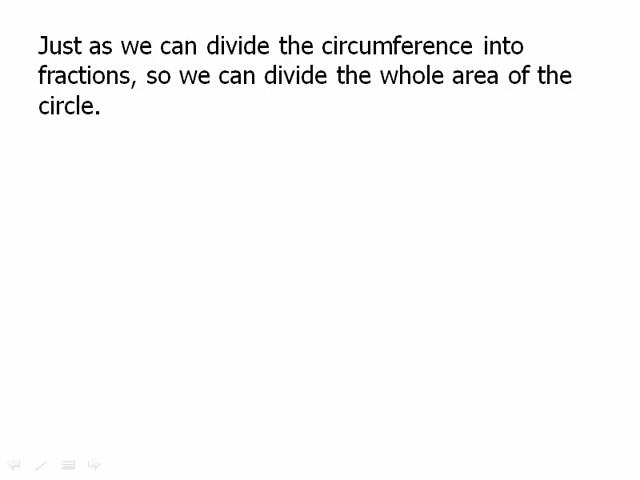 Just as we can divide the circumference into
fractions, so we can divide the whole area of the
circle.